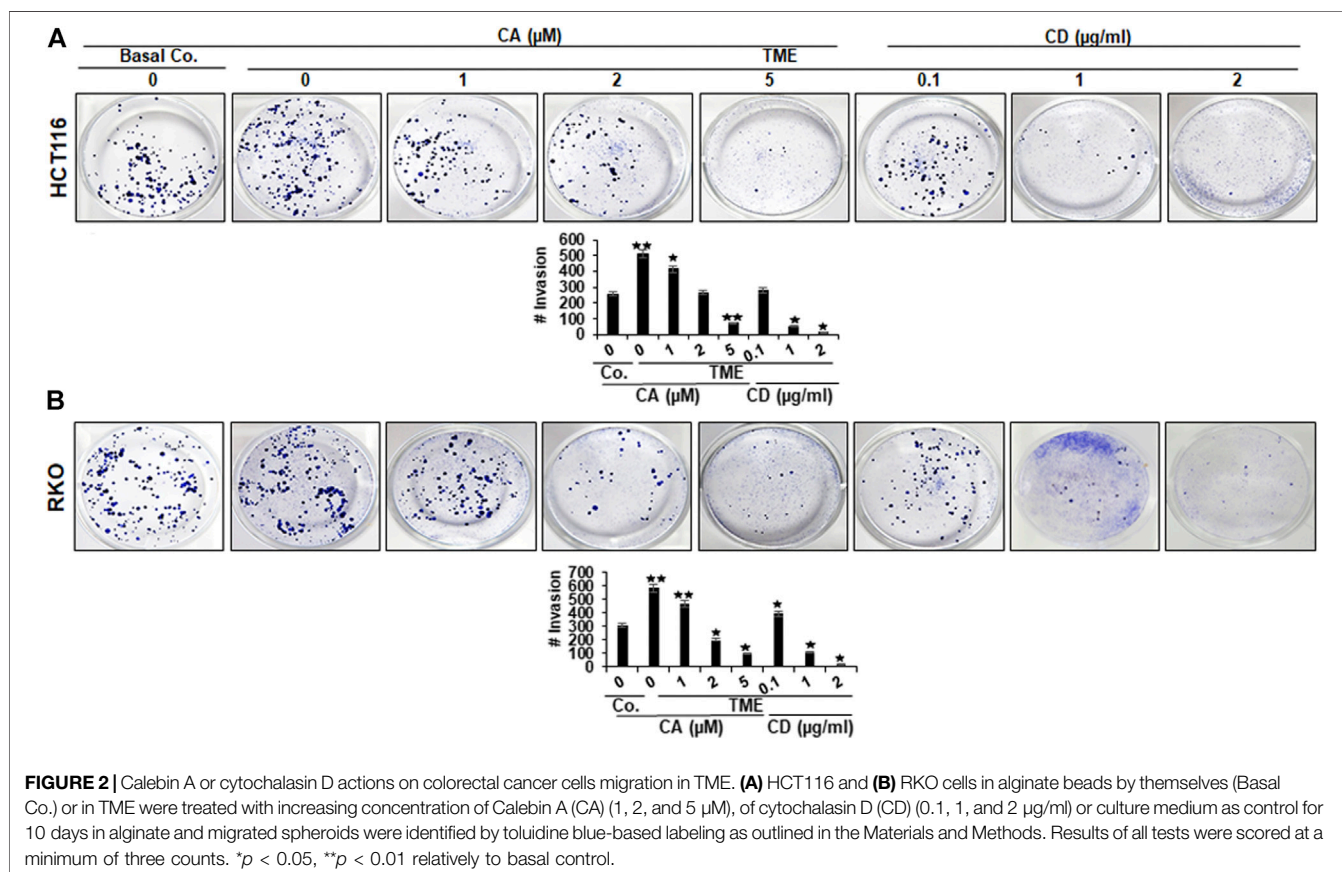 A
CA (µM)
CD (µg/ml)
Basal Co.
TME
0
0
1
2
5
0.1
1
2
HCT116
# Invasion
600
500
400
300
200
100
0
★★
★
★★
★
★
0
0
1
2
5
0.1
1
2
Co.
TME
CA (µM)
CD (µg/ml)
B
RKO
# Invasion
700
600
500
400
300
200
100
0
★★
★★
★
★
★
★
★
0
0
1
2
5
0.1
1
2
Co.
TME
CA (µM)
CD (µg/ml)
FIGURE 2 | Calebin A or cytochalasin D actions on colorectal cancer cells migration in TME. (A) HCT116 and (B) RKO cells in alginate beads by themselves (Basal
Co.) or in TME were treated with increasing concentration of Calebin A (CA) (1, 2, and 5 µM), of cytochalasin D (CD) (0.1, 1, and 2 µg/ml) or culture medium as control for
10 days in alginate and migrated spheroids were identified by toluidine blue-based labeling as outlined in the Materials and Methods. Results of all tests were scored at a
minimum of three counts. *p < 0.05, **p < 0.01 relatively to basal control.